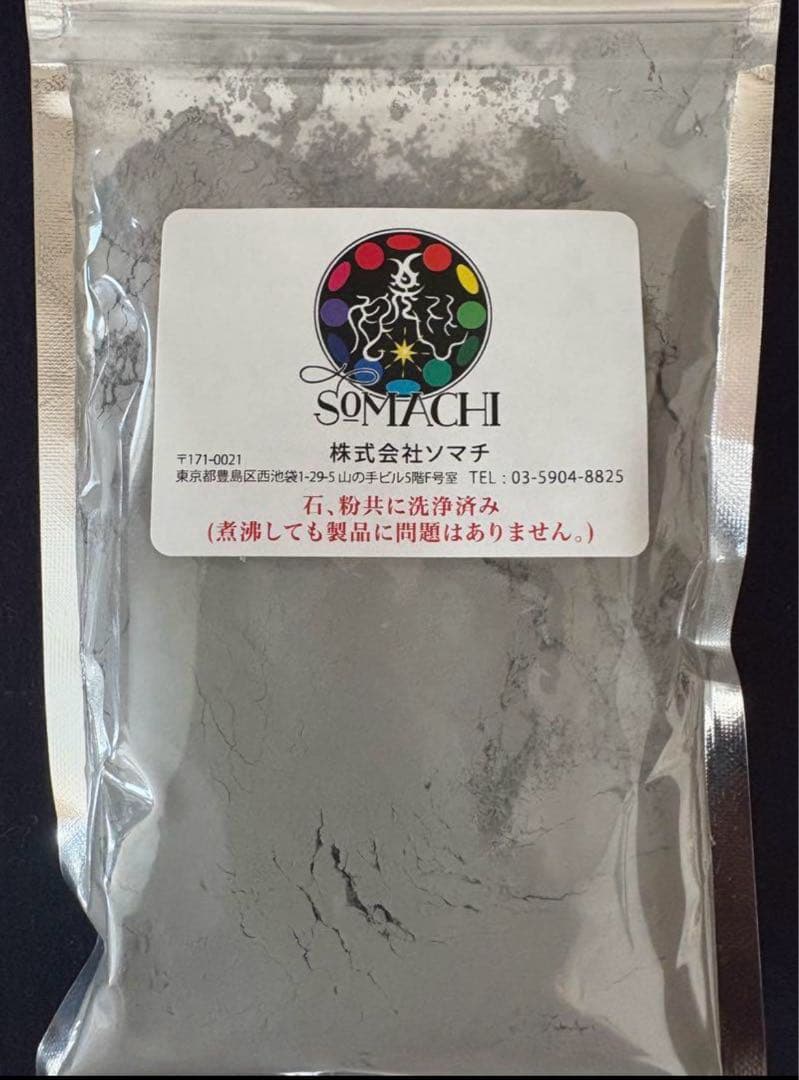 SoMACHI
株式会社ソマチ
〒171-0021
東京都豊島区西池袋1-29-5 山の手ビル5階F号室 TEL : 03-5904-8825
石、粉共に洗浄済み
(煮沸しても製品に問題はありません。)